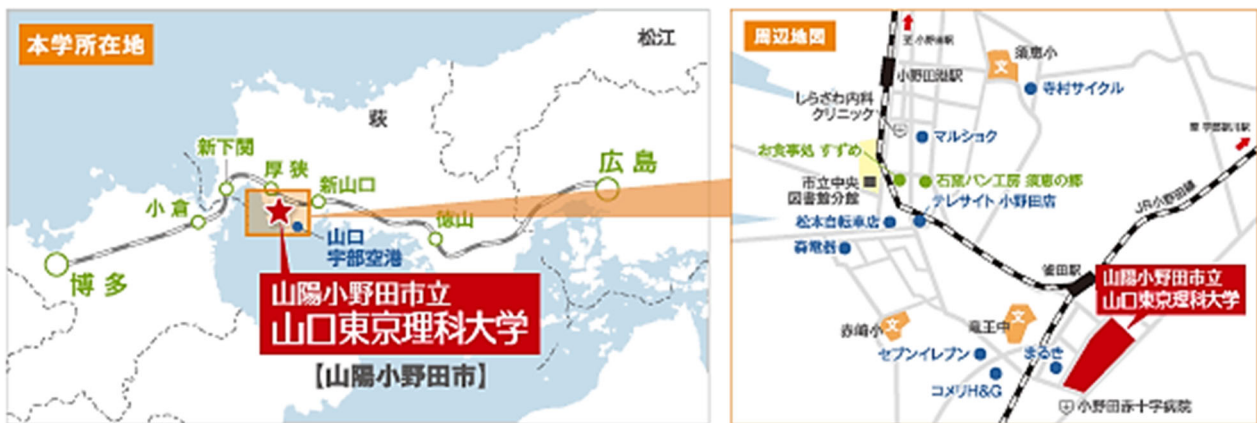 本学所在地
松江
萩
新下関
厚狭
新山口
広島
小倉
徳山
博多
山口
宇部空港
山陽小野田市立
山口東京理科大学
【山陽小野田市】
周辺地図
至 小野田駅
須恵小
文
小野田港駅
寺村サイクル
しらざわ内科
クリニック
マルショク
お食事処 すずめ
市立中央
図書館分館
石窯パン工房 須恵の郷
テレサイト 小野田店
松本自転車店
森電器
JR小野田線
雀田駅
山陽小野田市立
山口東京理科大学
赤崎小
文
竜王中
文
セブンイレブン
まるき
コメリH&G
小野田赤十字病院